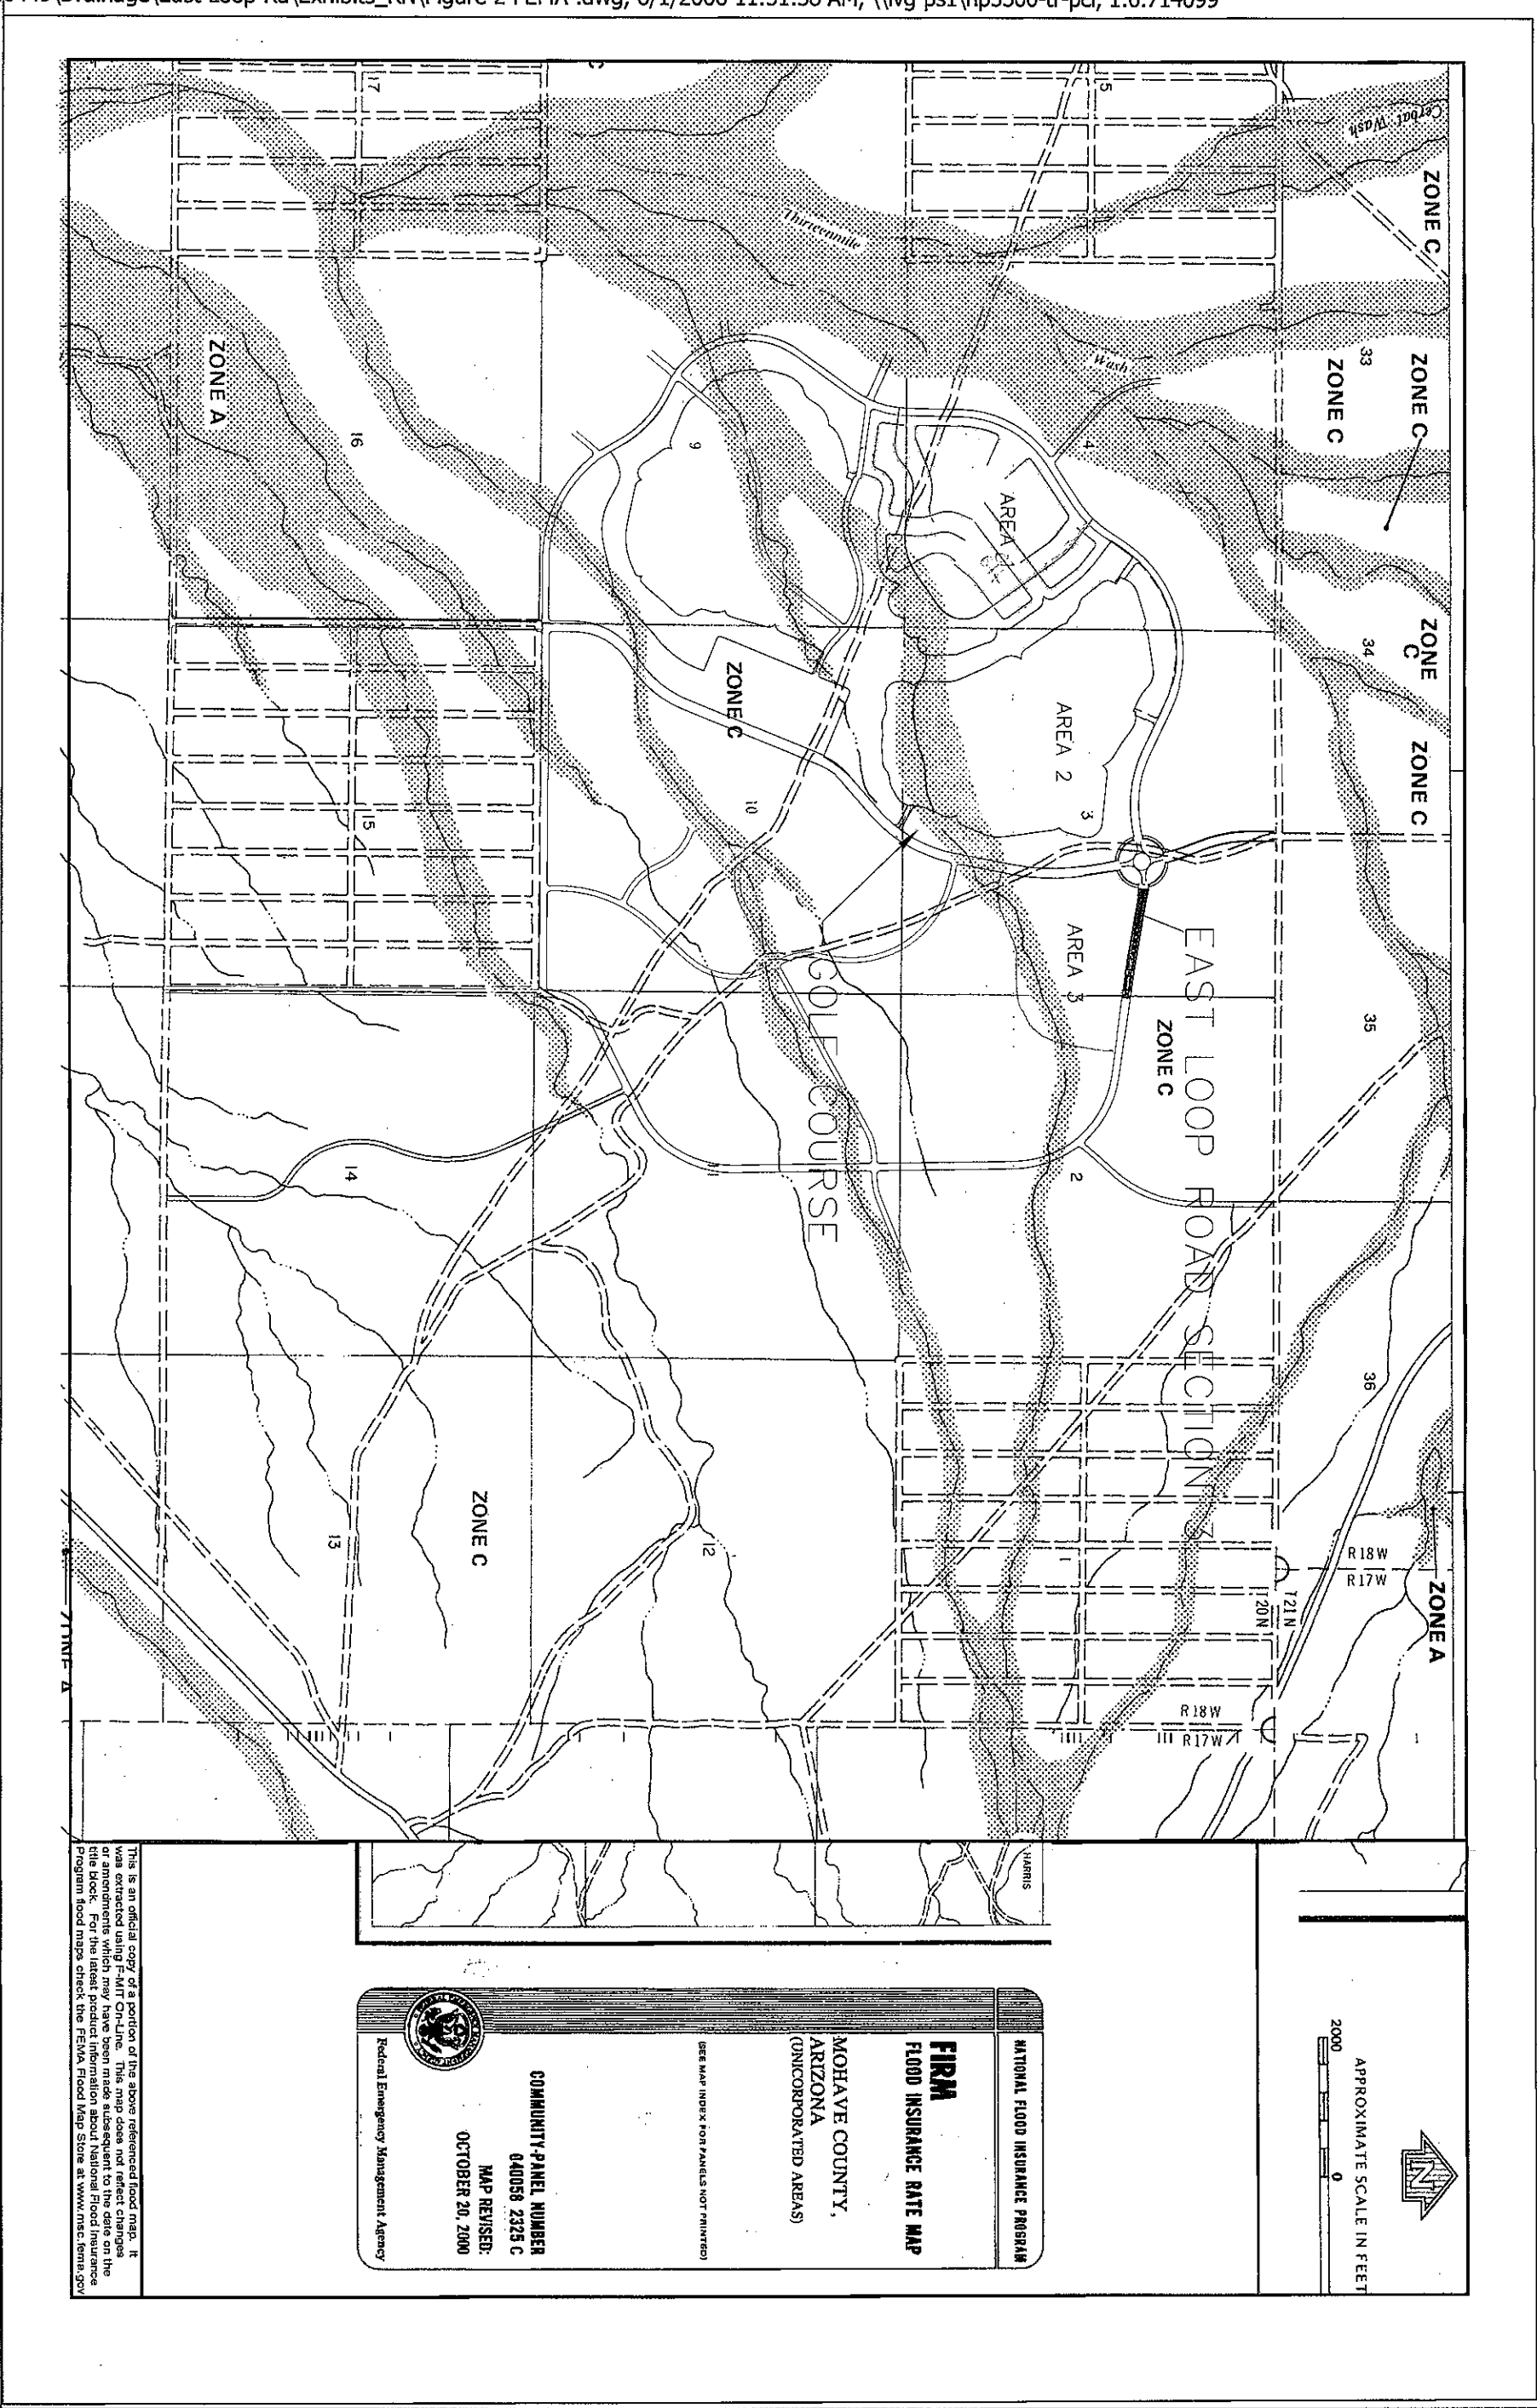 Cerbat Wash
ZONE C
ZONE C
33
ZONE C
ZONE C
34
ZONE C
35
36
ZONE A
R18W
R17W
T21N
T20N
R18W
R17W
1
5
Thirteenmile
Wash
4
AREA 1
AREA 2
3
AREA 3
ZONE C
EAST LOOP ROAD SECTION 3
2
1
17
9
ZONE C
10
GOLF COURSE
12
ZONE A
16
15
14
13
ZONE C
ZONE A
HARRIS
APPROXIMATE SCALE IN FEET
2000
0
N
NATIONAL FLOOD INSURANCE PROGRAM
FIRM
FLOOD INSURANCE RATE MAP
MOHAVE COUNTY,
ARIZONA
(UNICORPORATED AREAS)
(SEE MAP INDEX FOR PANELS NOT PRINTED)
COMMUNITY-PANEL NUMBER
040058 2325 C
MAP REVISED:
OCTOBER 20, 2000
Federal Emergency Management Agency
This is an official copy of a portion of the above referenced flood map. It
was extracted using F-MIT On-Line. This map does not reflect changes
or amendments which may have been made subsequent to the date on the
title block. For the latest product information about National Flood Insurance
Program flood maps check the FEMA Flood Map Store at www.msc.fema.gov